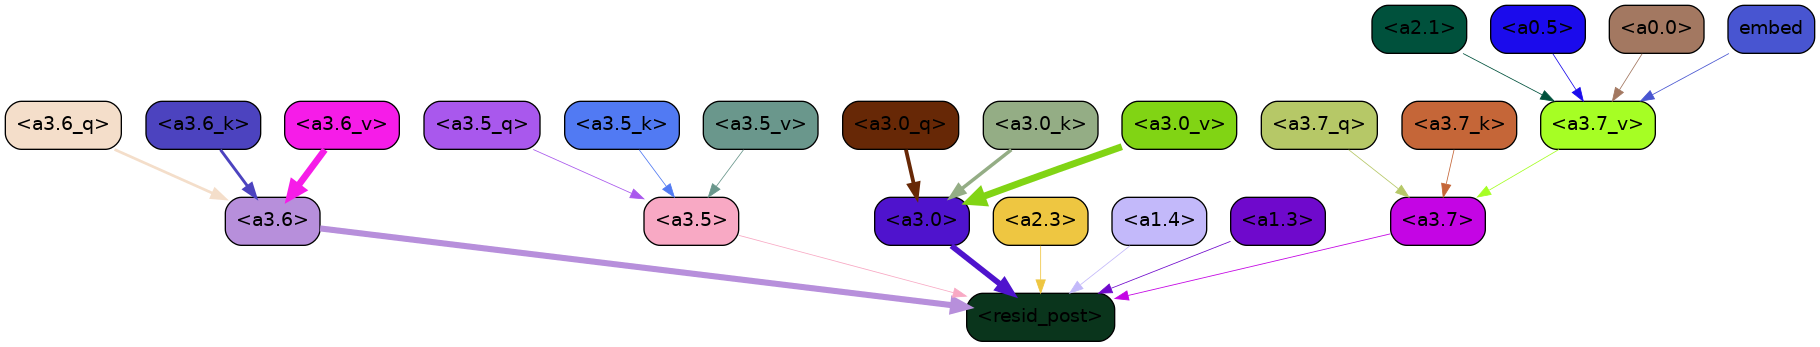 <a2.1> <a0.5> <a0.0> embed
<a3.6_q> <a3.6_k> <a3.6_v> <a3.5_q> <a3.5_k> <a3.5_v> <a3.0_q> <a3.0_k> <a3.0_v> <a3.7_q> <a3.7_k> <a3.7_v>
<a3.6> <a3.5> <a3.0> <a2.3> <a1.4> <a1.3> <a3.7>
<resid_post>